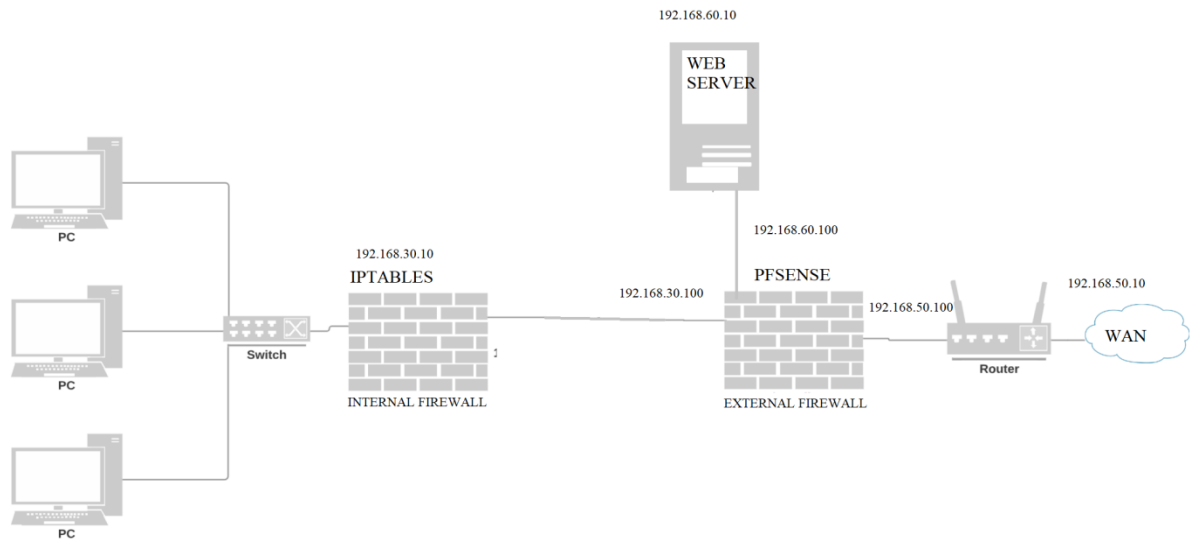 192.168.60.10
WEB
SERVER
PC
192.168.60.100
192.168.30.10
IPTABLES
PFSENSE
192.168.30.100
192.168.50.100
192.168.50.10
WAN
Switch
Router
PC
INTERNAL FIREWALL
EXTERNAL FIREWALL
PC